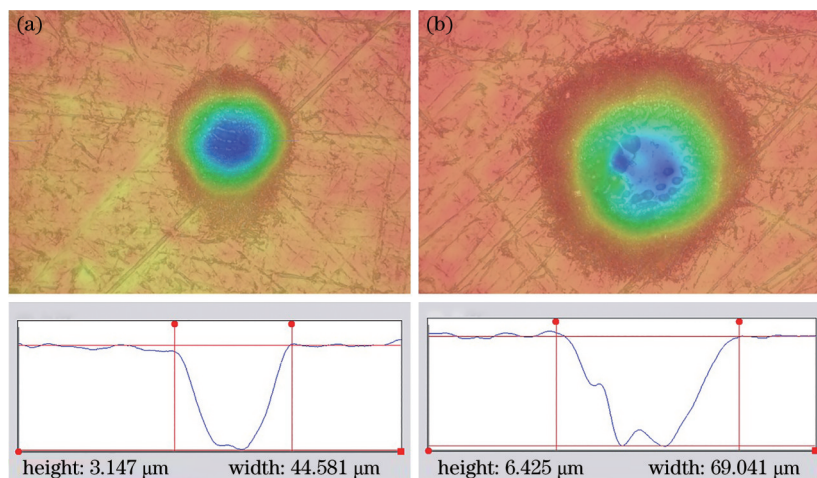 (a)
(b)
height: 3.147 μm width: 44.581 μm
height: 6.425 μm width: 69.041 μm